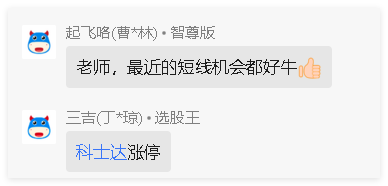 起飞咯(曹*林) • 智尊版
老师，最近的短线机会都好牛👍
三吉(丁*琼) • 选股王
科士达涨停